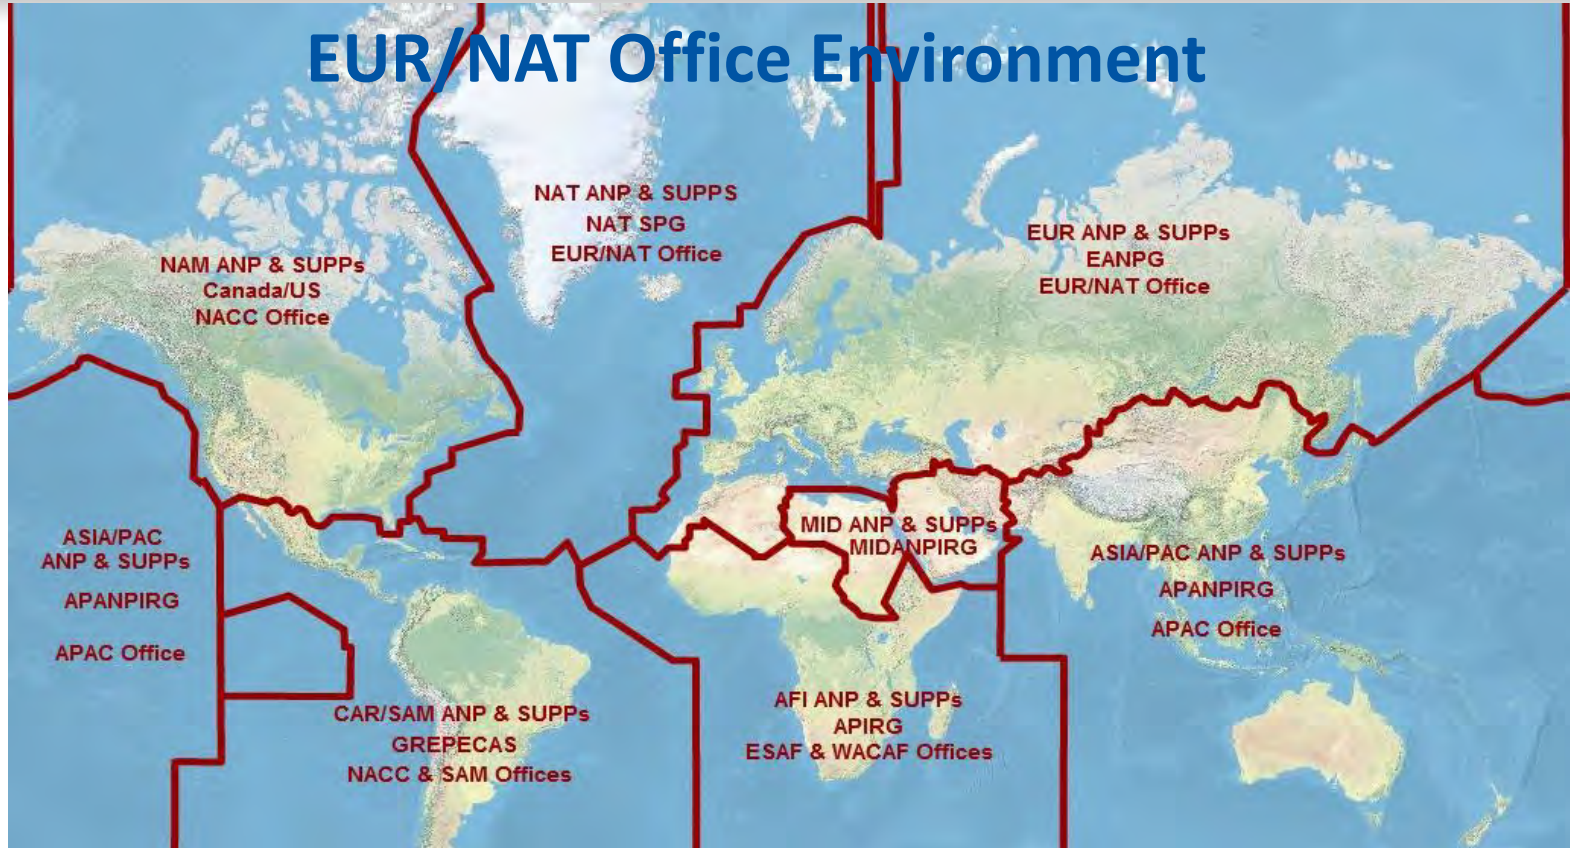 EUR/NAT Office Environment
NAT ANP & SUPPS
NAT SPG
EUR/NAT Office
EUR ANP & SUPPs
EANPG
EUR/NAT Office
NAM ANP & SUPPs
Canada/US
NACC Office
MID ANP & SUPPs
MIDANPIRG
ASIA/PAC
ANP & SUPPs
APANPIRG
APAC Office
ASIA/PAC ANP & SUPPs
APANPIRG
APAC Office
CAR/SAM ANP & SUPPs
GREPECAS
NACC & SAM Offices
AFI ANP & SUPPs
APIRG
ESAF & WACAF Offices